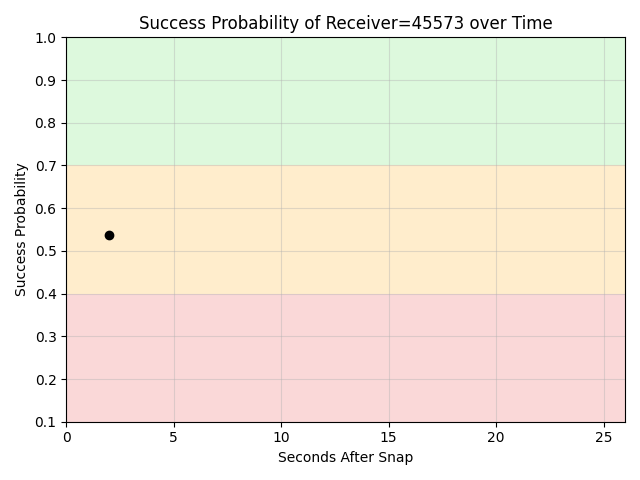 Success Probability of Receiver=45573 over Time
1.0
0.9
0.8
0.7
0.6
0.5
0.4
0.3
0.2
0.1
Success Probability
0 5 10 15 20 25
Seconds After Snap